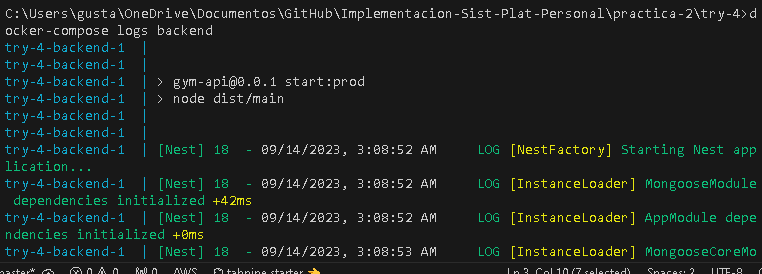 C:\Users\gusta\OneDrive\Documentos\GitHub\Implementacion-Sist-Plat-Personal\practica-2\try-4>d
ocker-compose logs backend
try-4-backend-1  |
try-4-backend-1  |
try-4-backend-1  | > gym-api@0.0.1 start:prod
try-4-backend-1  | > node dist/main
try-4-backend-1  |
try-4-backend-1  |
try-4-backend-1  | [Nest] 18  - 09/14/2023, 3:08:52 AM     LOG [NestFactory] Starting Nest app
lication...
try-4-backend-1  | [Nest] 18  - 09/14/2023, 3:08:52 AM     LOG [InstanceLoader] MongooseModule
 dependencies initialized +42ms
try-4-backend-1  | [Nest] 18  - 09/14/2023, 3:08:52 AM     LOG [InstanceLoader] AppModule depe
ndencies initialized +0ms
try-4-backend-1  | [Nest] 18  - 09/14/2023, 3:08:53 AM     LOG [InstanceLoader] MongooseCoreMo
master* 0 0 0 AWS tabnine starter Ln 3, Col 10 (7 selected) Spaces: 2 UTF-8